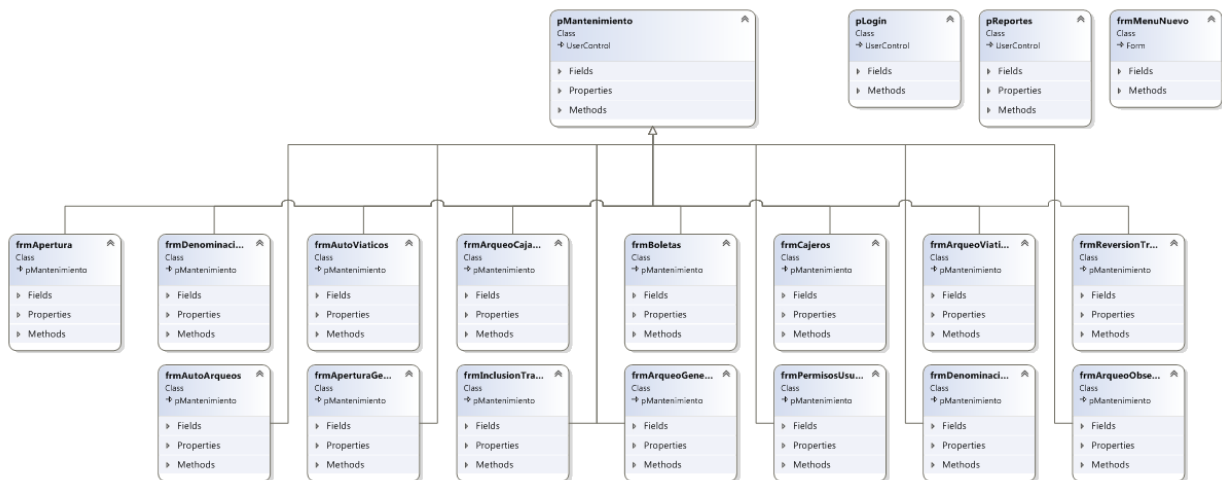 pMantenimiento
Class
UserControl
Fields
Properties
Methods
pLogin
Class
UserControl
Fields
Methods
pReportes
Class
UserControl
Fields
Properties
Methods
frmMenuNuevo
Class
Form
Fields
Methods
frmApertura
Class
pMantenimiento
Fields
Properties
Methods
frmDenominaci...
Class
pMantenimiento
Fields
Properties
Methods
frmAutoViaticos
Class
pMantenimiento
Fields
Properties
Methods
frmArqueoCaja...
Class
pMantenimiento
Fields
Properties
Methods
frmBoletas
Class
pMantenimiento
Fields
Properties
Methods
frmCajeros
Class
pMantenimiento
Fields
Properties
Methods
frmArqueoViati...
Class
pMantenimiento
Fields
Properties
Methods
frmReversionTr...
Class
pMantenimiento
Fields
Properties
Methods
frmAutoArqueos
Class
pMantenimiento
Fields
Properties
Methods
frmAperturaGe...
Class
pMantenimiento
Fields
Properties
Methods
frmInclusionTra...
Class
pMantenimiento
Fields
Properties
Methods
frmArqueoGene...
Class
pMantenimiento
Fields
Properties
Methods
frmPermisosUsu...
Class
pMantenimiento
Fields
Properties
Methods
frmDenominaci...
Class
pMantenimiento
Fields
Properties
Methods
frmArqueoObse...
Class
pMantenimiento
Fields
Properties
Methods